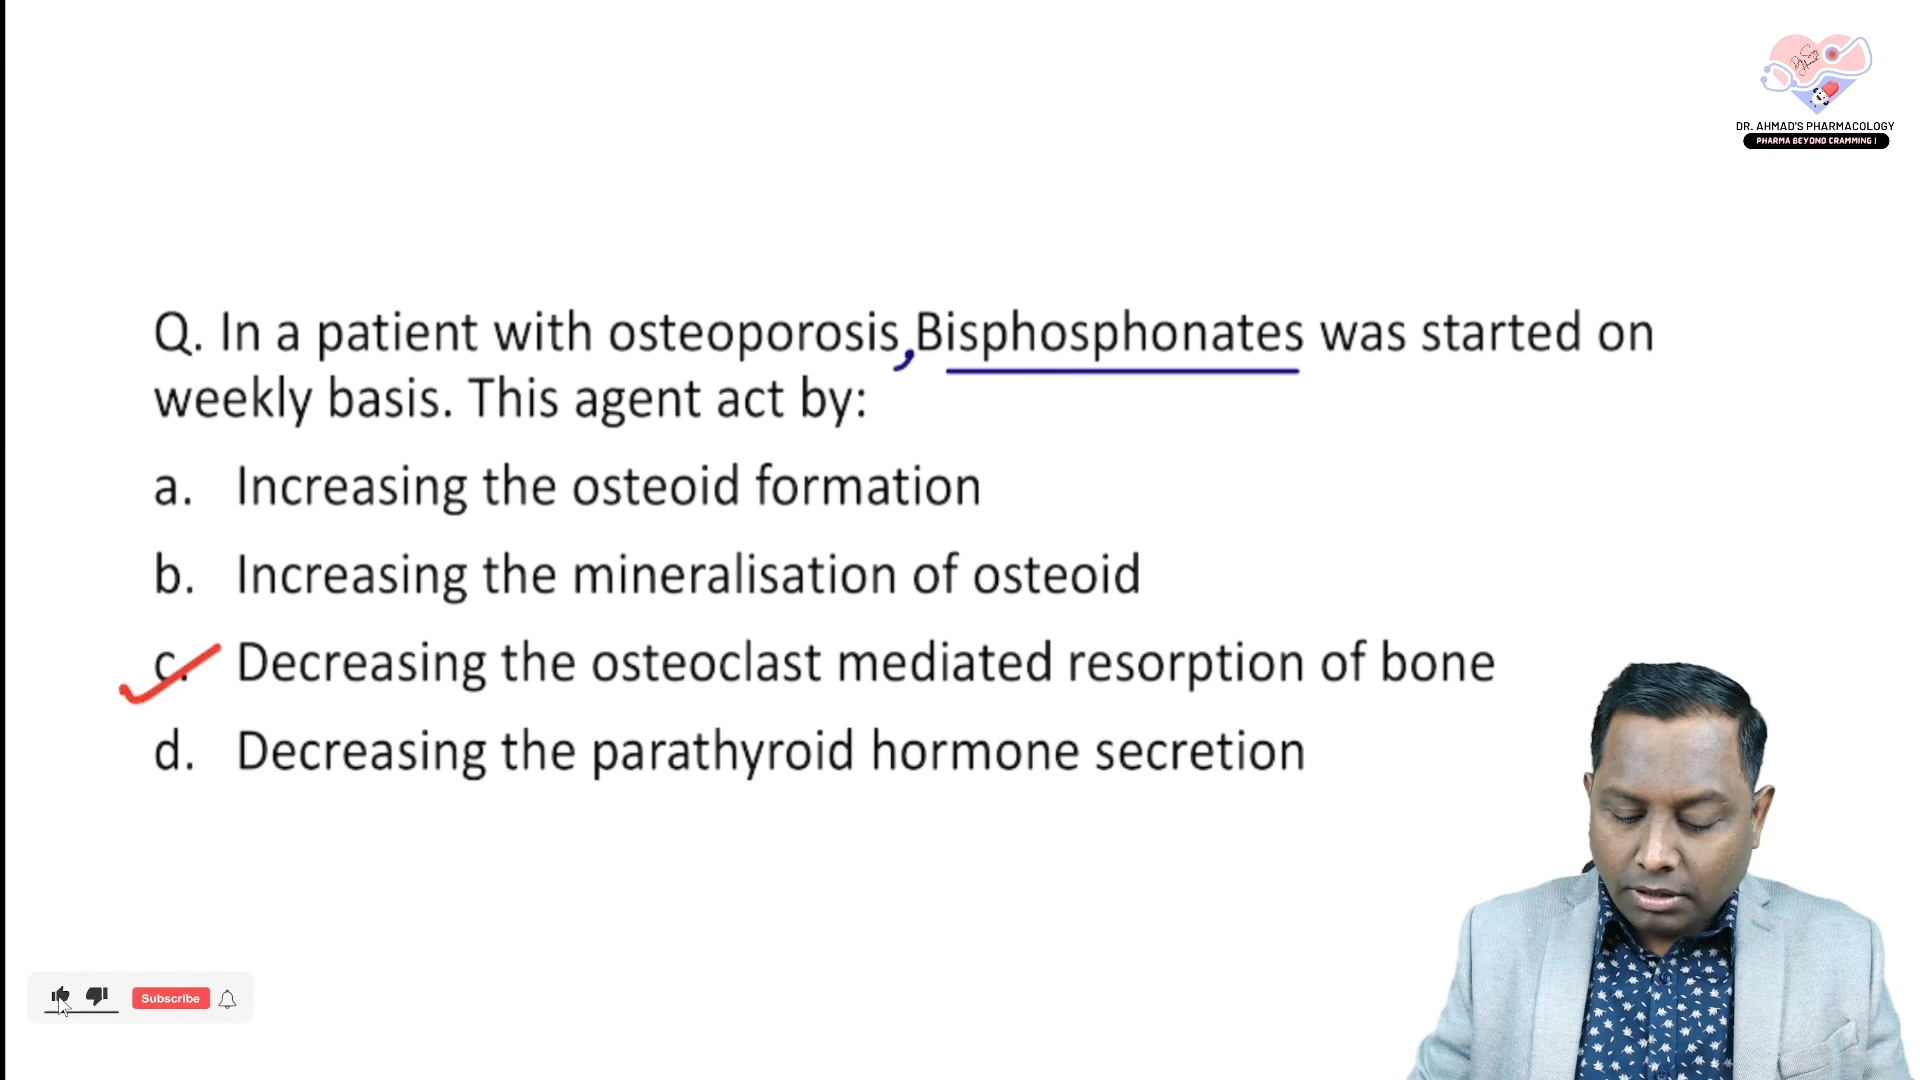 DR. AHMAD'S PHARMACOLOGY
PHARMA BEYOND CRAMMING !
Q. In a patient with osteoporosis, Bisphosphonates was started on
weekly basis. This agent act by:
a. Increasing the osteoid formation
b. Increasing the mineralisation of osteoid
c. Decreasing the osteoclast mediated resorption of bone
d. Decreasing the parathyroid hormone secretion
Subscribe